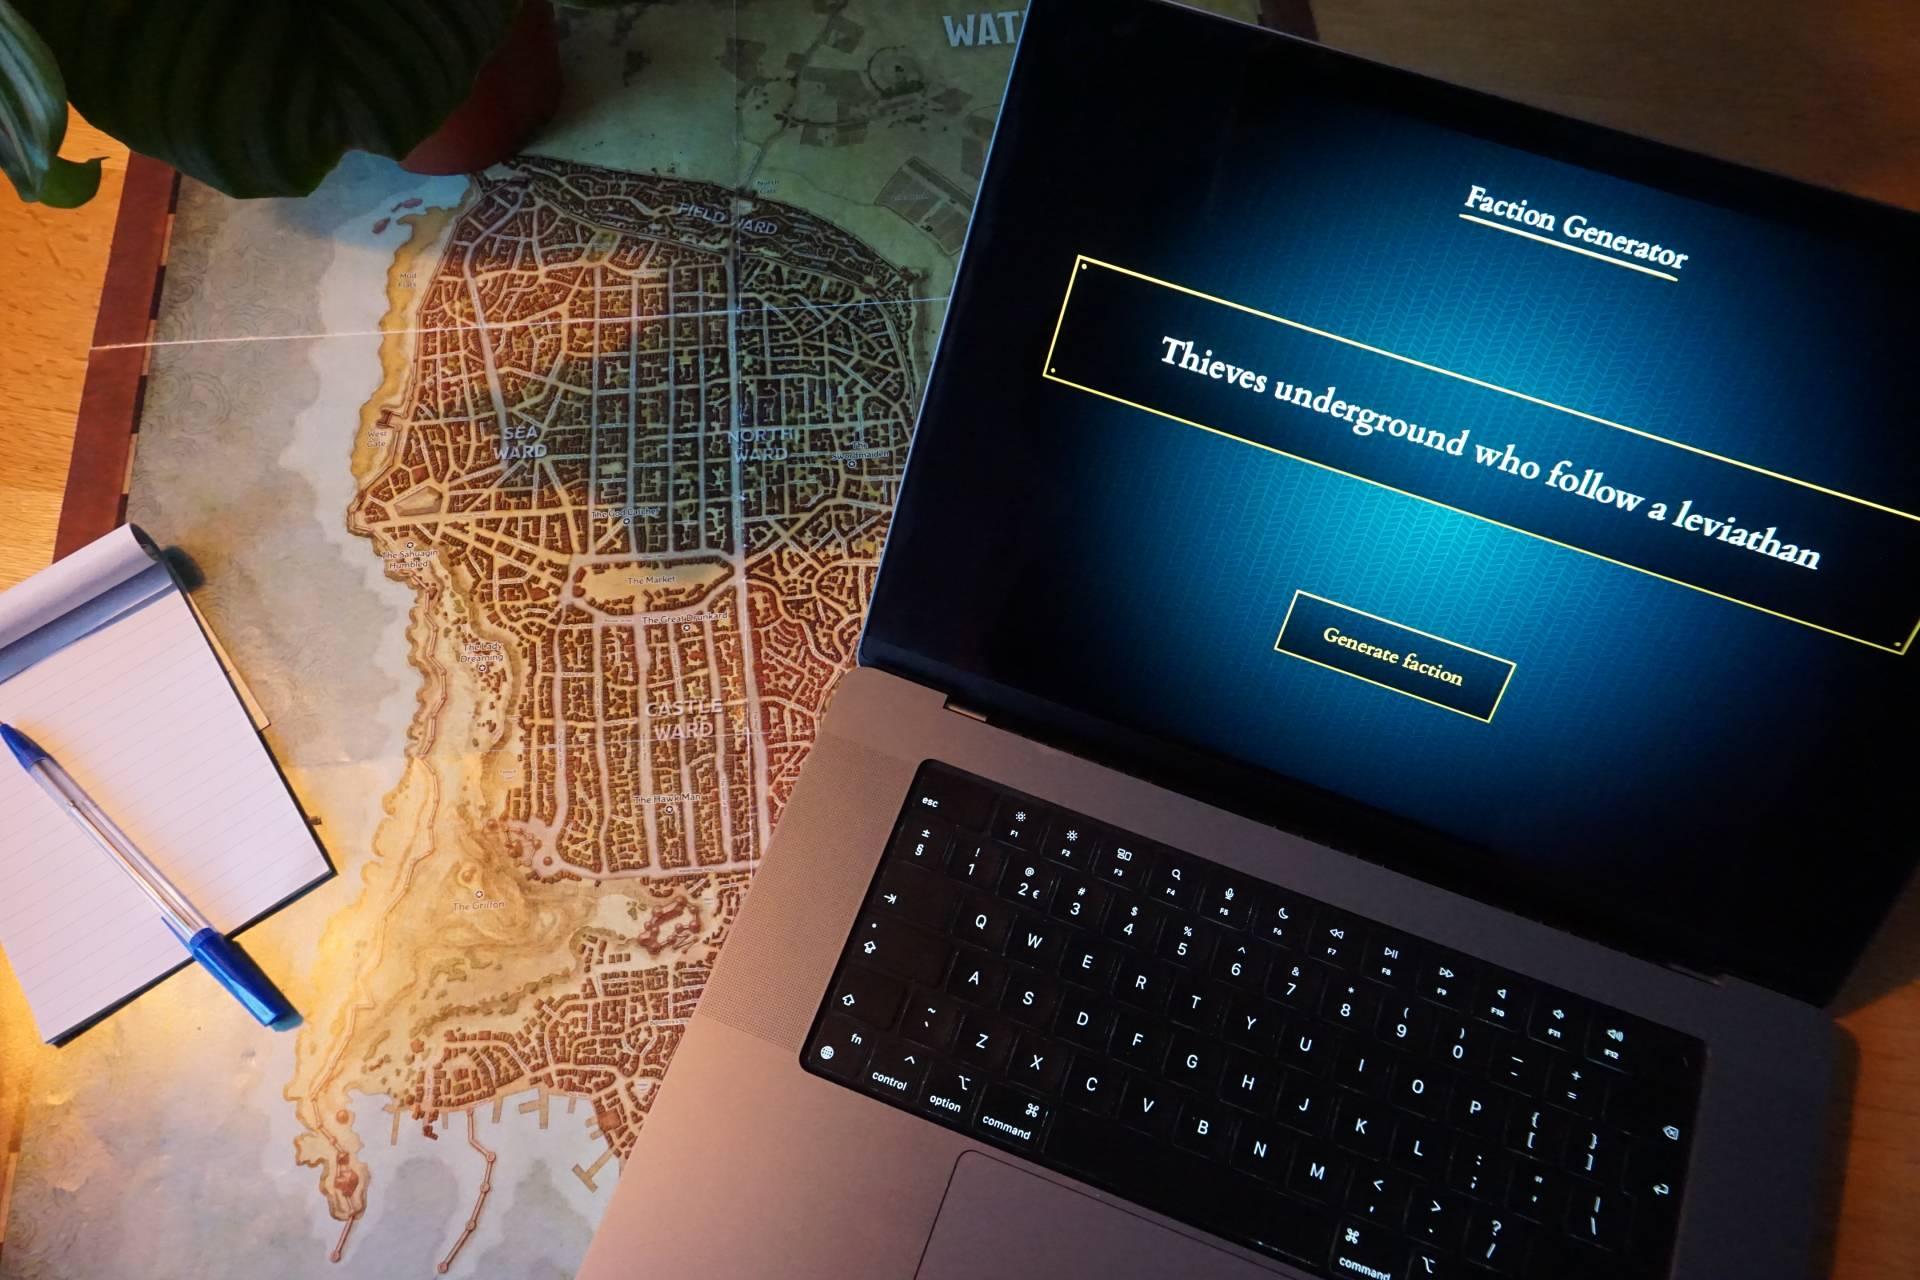 WAT
North
Gate
FIELD WARD
Mud
Flats
West
Gate
SEA
WARD
NORTH
WARD
The
Swordmaiden
The God Catcher
The Sahuagin
Humbled
The Market
The Great Drunkard
The Lady
Dreaming
CASTLE
WARD
The Hawk Man
The Griffon
Faction Generator
Thieves underground who follow a leviathan
Generate faction
esc
F1
F2
F3
F4
F5
F6
F7
F8
F9
F10
F11
F12
± § ! 1 @ 2 € # 3 $ 4 % 5 ^ 6 & 7 * 8 ( 9 ) 0 _ - + =
Q W E R T Y U I O P { [ } ]
A S D F G H J K L : ; " ' | \
~ ` Z X C V B N M < , > . ? /
fn
control
option
command
command